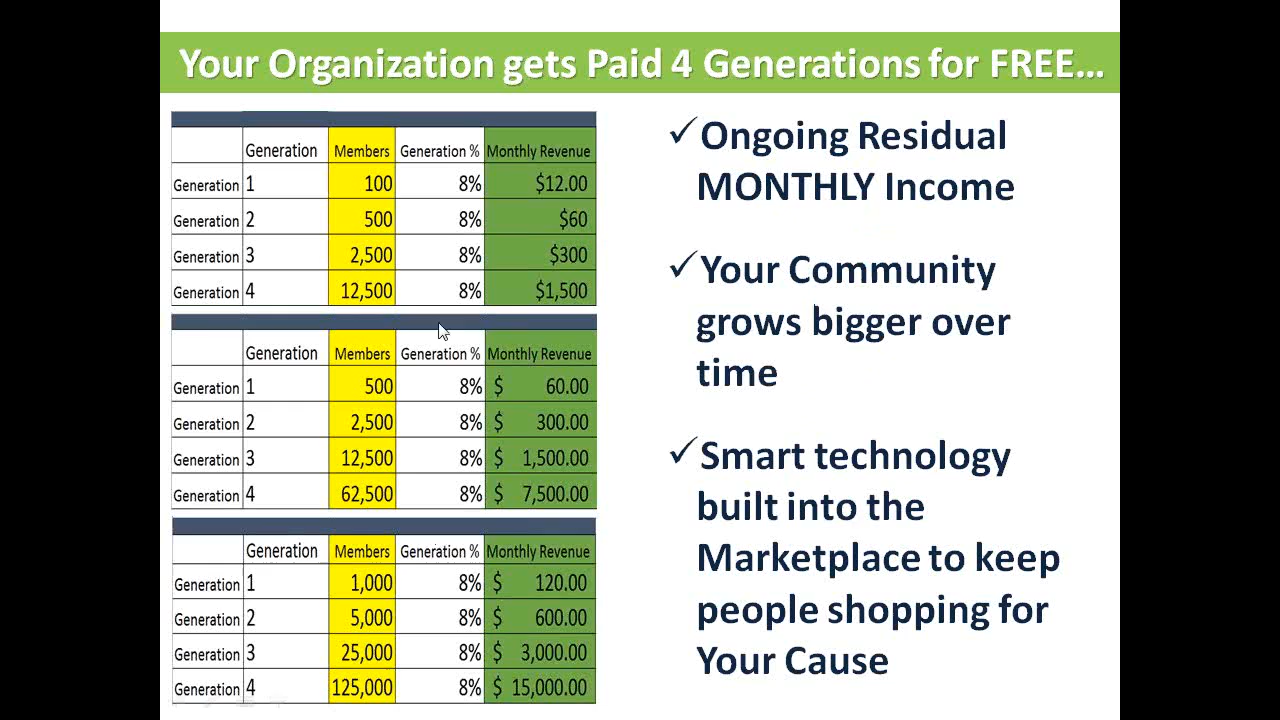 Your Organization gets Paid 4 Generations for FREE...
Generation Members Generation % Monthly Revenue
Generation 1 100 8% $12.00
Generation 2 500 8% $60
Generation 3 2,500 8% $300
Generation 4 12,500 8% $1,500
Generation Members Generation % Monthly Revenue
Generation 1 500 8% $ 60.00
Generation 2 2,500 8% $ 300.00
Generation 3 12,500 8% $ 1,500.00
Generation 4 62,500 8% $ 7,500.00
Generation Members Generation % Monthly Revenue
Generation 1 1,000 8% $ 120.00
Generation 2 5,000 8% $ 600.00
Generation 3 25,000 8% $ 3,000.00
Generation 4 125,000 8% $ 15,000.00
✓Ongoing Residual
MONTHLY Income
✓Your Community
grows bigger over
time
✓Smart technology
built into the
Marketplace to keep
people shopping for
Your Cause